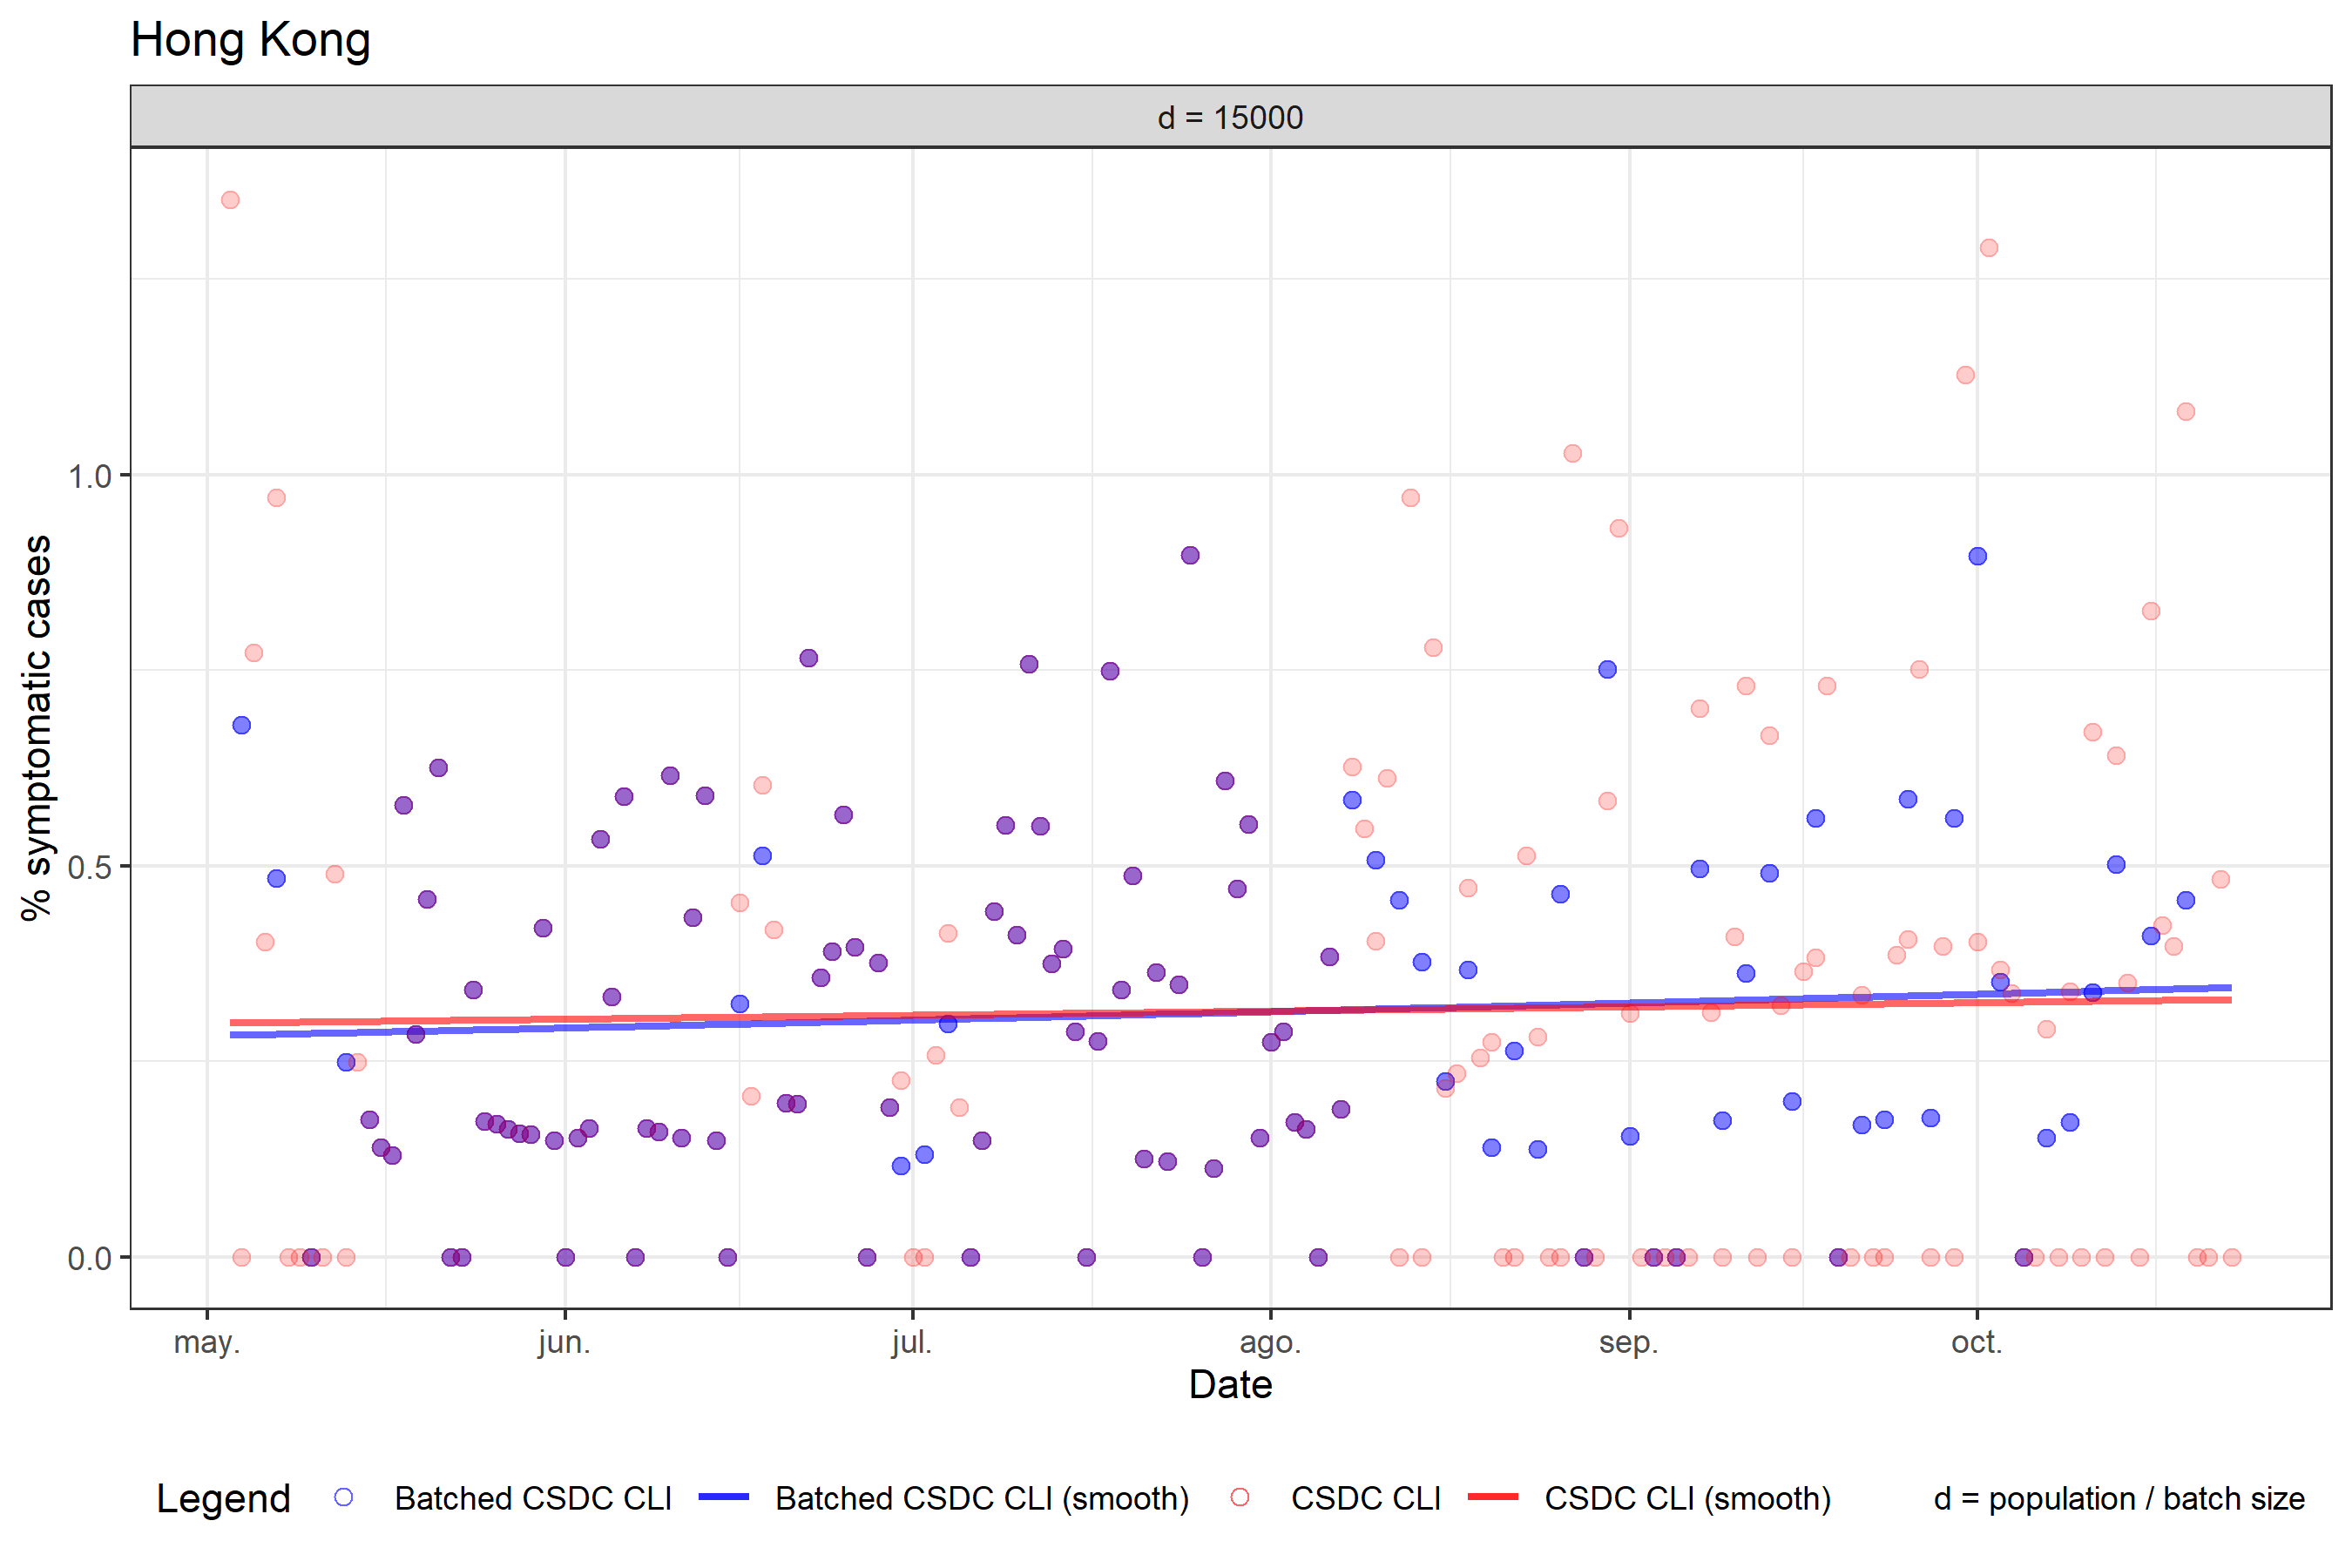 Hong Kong
d = 15000
% symptomatic cases
1.0
0.5
0.0
may. jun. jul. ago. sep. oct.
Date
Legend Batched CSDC CLI Batched CSDC CLI (smooth) CSDC CLI CSDC CLI (smooth) d = population / batch size